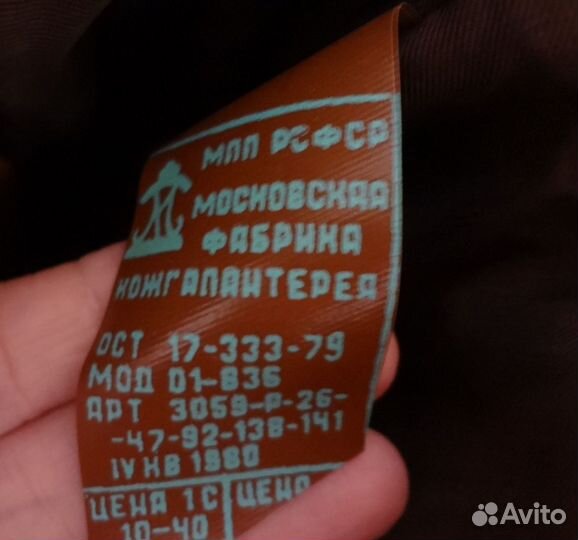 МПП РСФСР
МОСКОВСКАЯ
ФАБРИКА
КОЖГАЛАНТЕРЕЯ
ОСТ 17-333-79
МОД 01-836
АРТ 3059-Р-26-
-47-92-138-141
IV КВ 1980
ЦЕНА 1С ЦЕНА
10-40
Avito